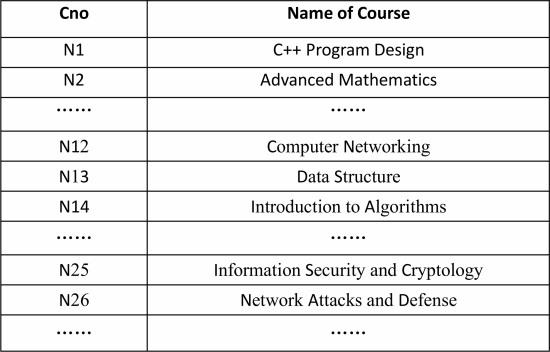 Cno Name of Course
N1 C++ Program Design
N2 Advanced Mathematics
…… ……
N12 Computer Networking
N13 Data Structure
N14 Introduction to Algorithms
…… ……
N25 Information Security and Cryptology
N26 Network Attacks and Defense
…… ……